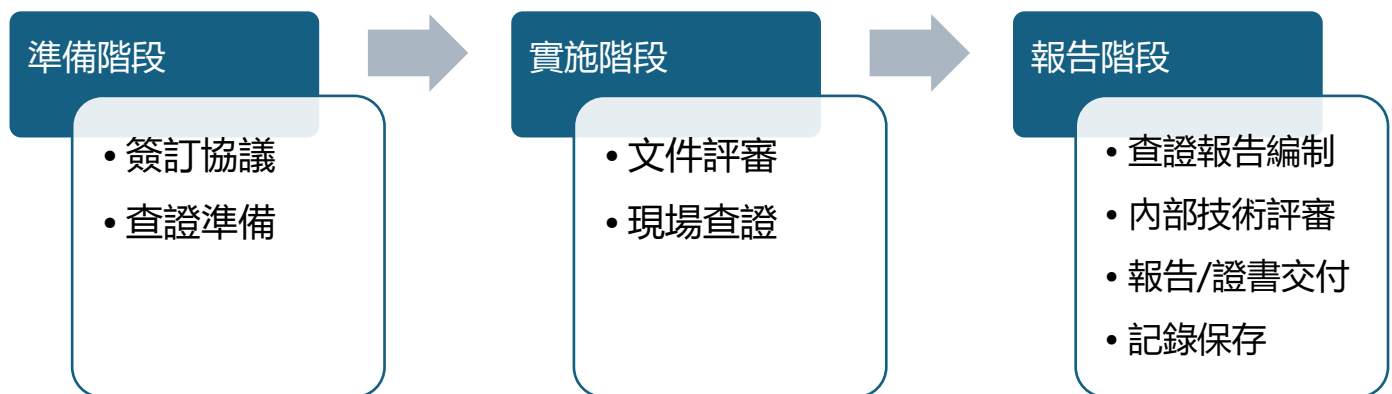 準備階段
• 簽訂協議
• 查證準備
實施階段
• 文件評審
• 現場查證
報告階段
• 查證報告編制
• 內部技術評審
• 報告/證書交付
• 記錄保存